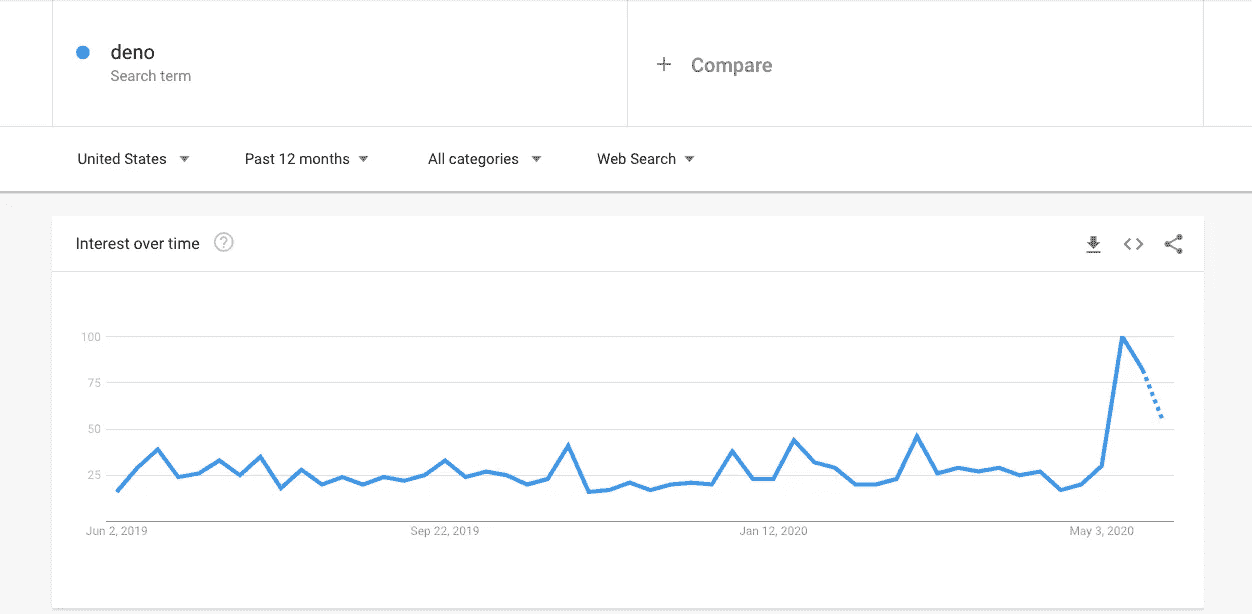 deno
Search term
+ Compare
United States
Past 12 months
All categories
Web Search
Interest over time ?
100
75
50
25
Jun 2, 2019
Sep 22, 2019
Jan 12, 2020
May 3, 2020